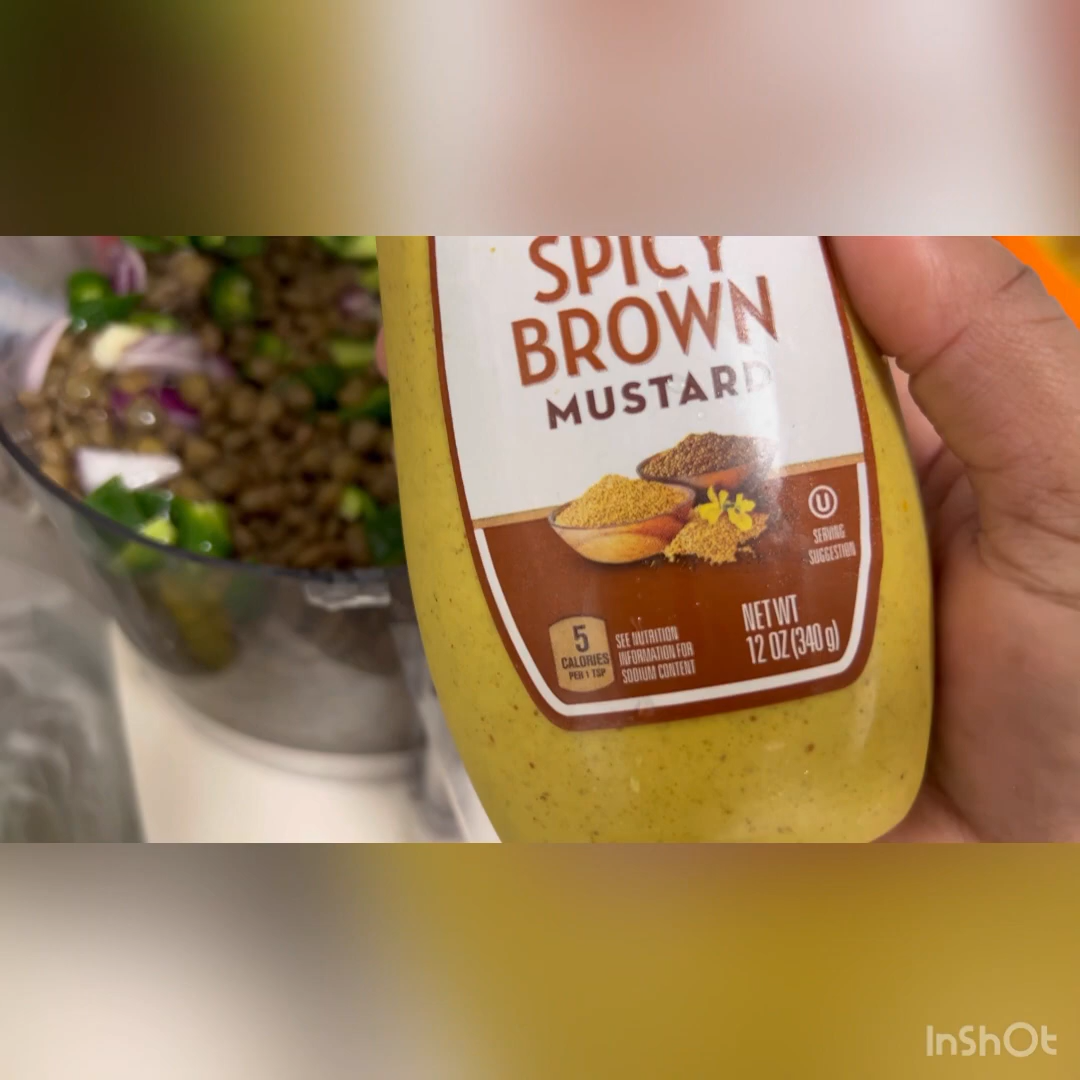 SPICY
BROWN
MUSTARD
U
SERVING
SUGGESTION
5
CALORIES
PER 1 TSP
SEE NUTRITION
INFORMATION FOR
SODIUM CONTENT
NET WT
12 OZ (340 g)
InShOt